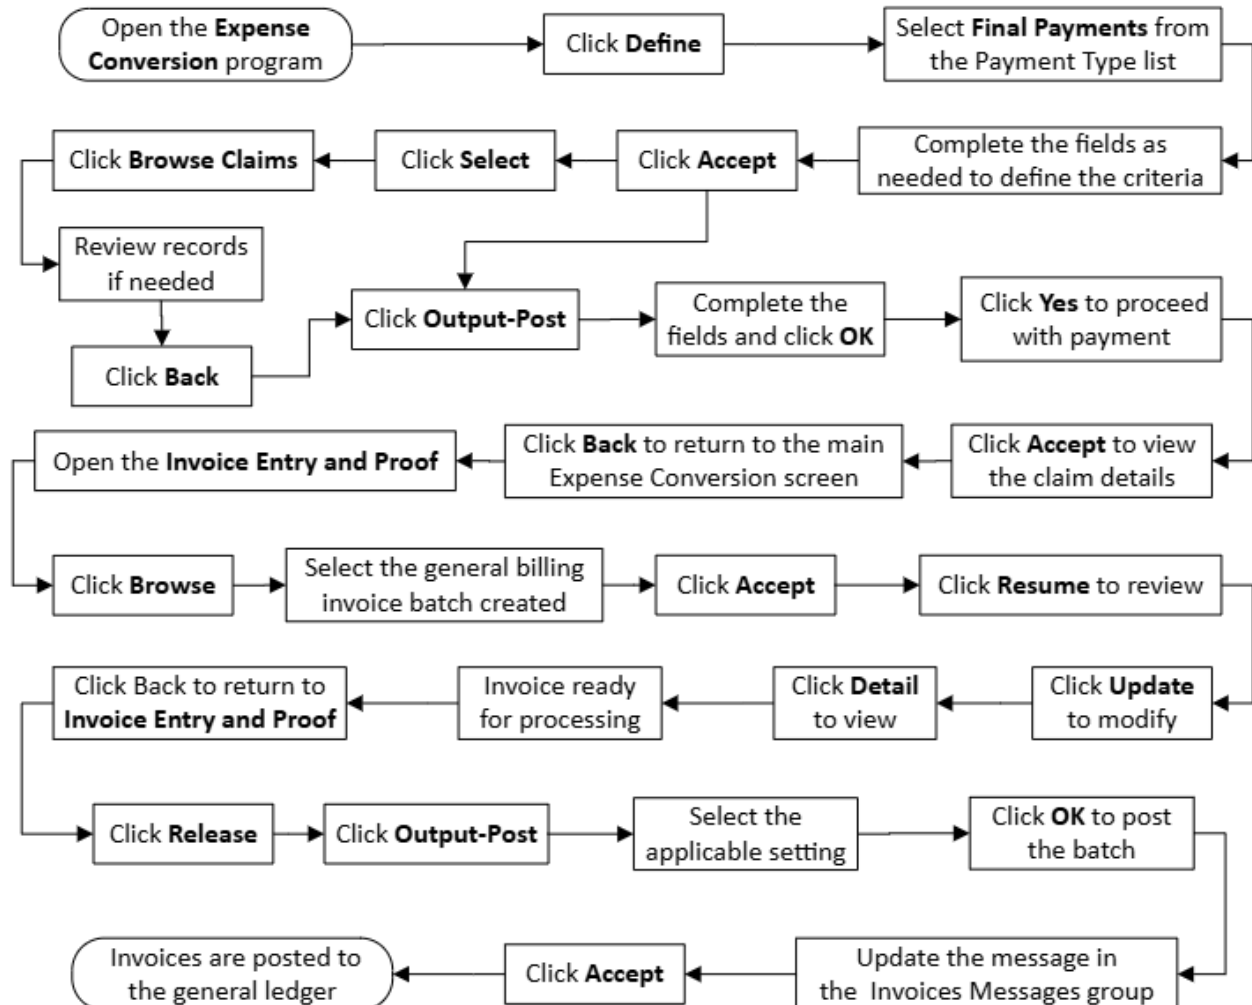 Open the Expense
Conversion program
Click Define
Select Final Payments from
the Payment Type list
Complete the fields as
needed to define the criteria
Click Accept
Click Select
Click Browse Claims
Review records
if needed
Click Back
Click Output-Post
Complete the
fields and click OK
Click Yes to proceed
with payment
Click Accept to view
the claim details
Click Back to return to the main
Expense Conversion screen
Open the Invoice Entry and Proof
Click Browse
Select the general billing
invoice batch created
Click Accept
Click Resume to review
Click Update
to modify
Click Detail
to view
Invoice ready
for processing
Click Back to return to
Invoice Entry and Proof
Click Release
Click Output-Post
Select the
applicable setting
Click OK to post
the batch
Update the message in
the Invoices Messages group
Click Accept
Invoices are posted to
the general ledger